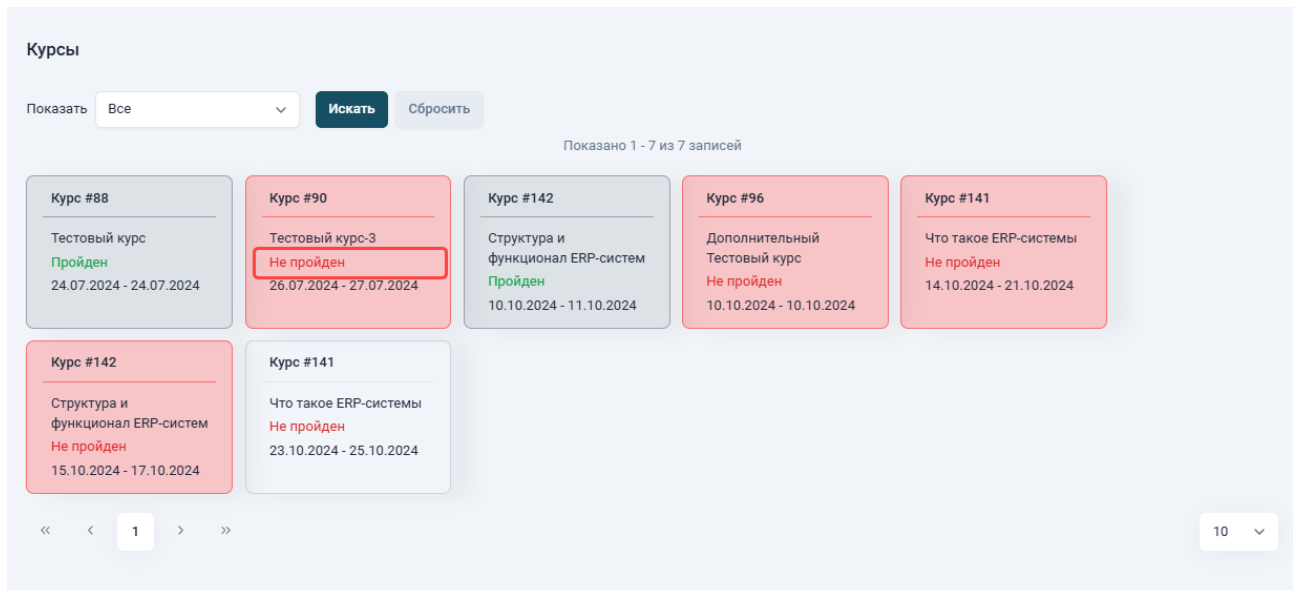 Курсы
Показать Все Искать Сбросить
Показано 1 - 7 из 7 записей
Курс #88
Тестовый курс
Пройден
24.07.2024 - 24.07.2024
Курс #90
Тестовый курс-3
Не пройден
26.07.2024 - 27.07.2024
Курс #142
Структура и
функционал ERP-систем
Пройден
10.10.2024 - 11.10.2024
Курс #96
Дополнительный
Тестовый курс
Не пройден
10.10.2024 - 10.10.2024
Курс #141
Что такое ERP-системы
Не пройден
14.10.2024 - 21.10.2024
Курс #142
Структура и
функционал ERP-систем
Не пройден
15.10.2024 - 17.10.2024
Курс #141
Что такое ERP-системы
Не пройден
23.10.2024 - 25.10.2024
« ‹ 1 › » 10